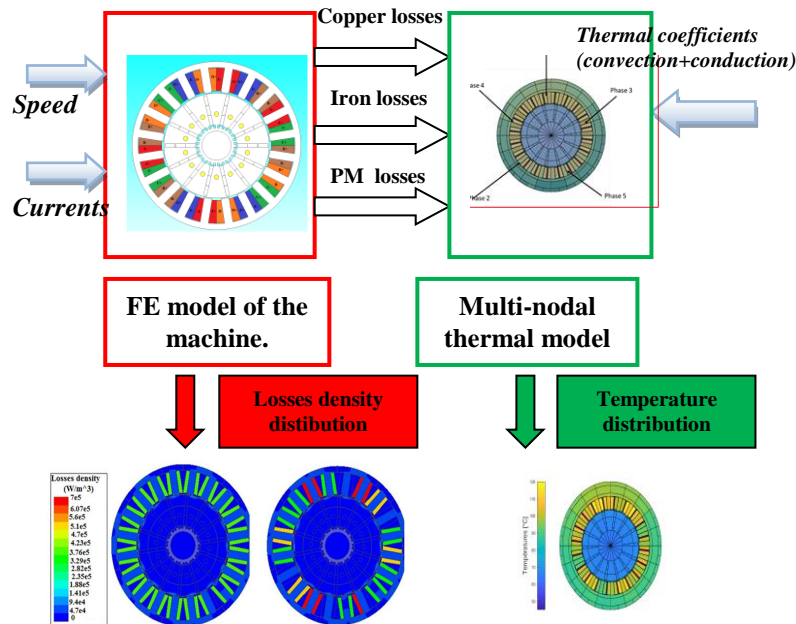 Copper losses
Thermal coefficients
(convection+conduction)
Speed
Iron losses
Phase 3
PM losses
Currents
Phase 2
Phase 5
FE model of the
machine.
Multi-nodal
thermal model
Losses density
distibution
Temperature
distribution
Losses density
(W/m^3)
7e5
6.07e5
5.6e5
5.1e5
4.7e5
4.23e5
3.76e5
3.29e5
2.82e5
2.35e5
1.88e5
1.41e5
9.4e4
4.7e4
0
Températures [°C]